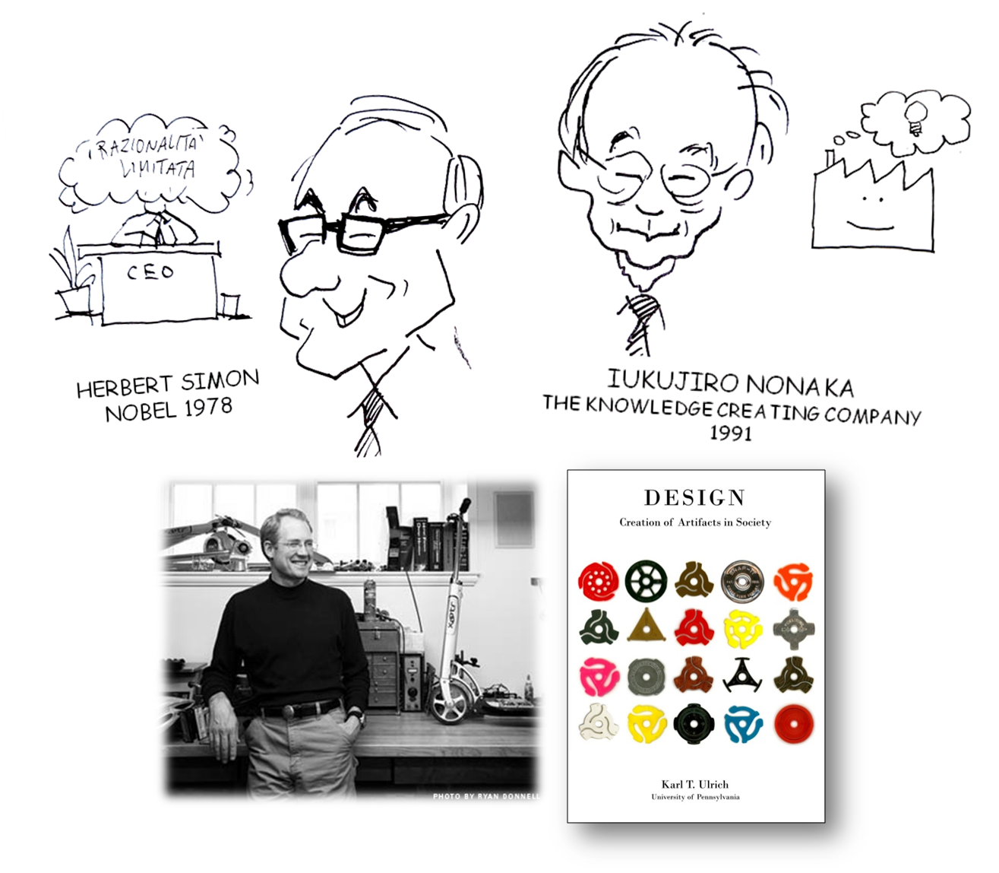 RAZIONALITA'
LIMITATA
CEO
HERBERT SIMON
NOBEL 1978
IUKUJIRO NONAKA
THE KNOWLEDGE CREATING COMPANY
1991
xootr
PHOTO BY RYAN DONNELL
DESIGN
Creation of Artifacts in Society
Karl T. Ulrich
University of Pennsylvania